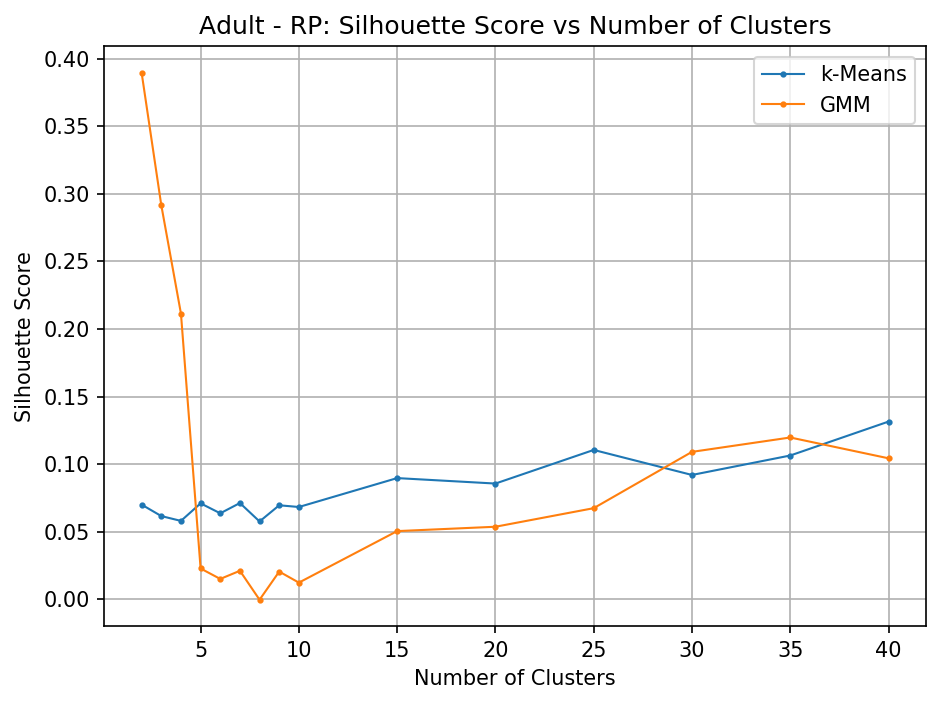 Adult - RP: Silhouette Score vs Number of Clusters
k-Means
GMM
Silhouette Score
0.40
0.35
0.30
0.25
0.20
0.15
0.10
0.05
0.00
5 10 15 20 25 30 35 40
Number of Clusters